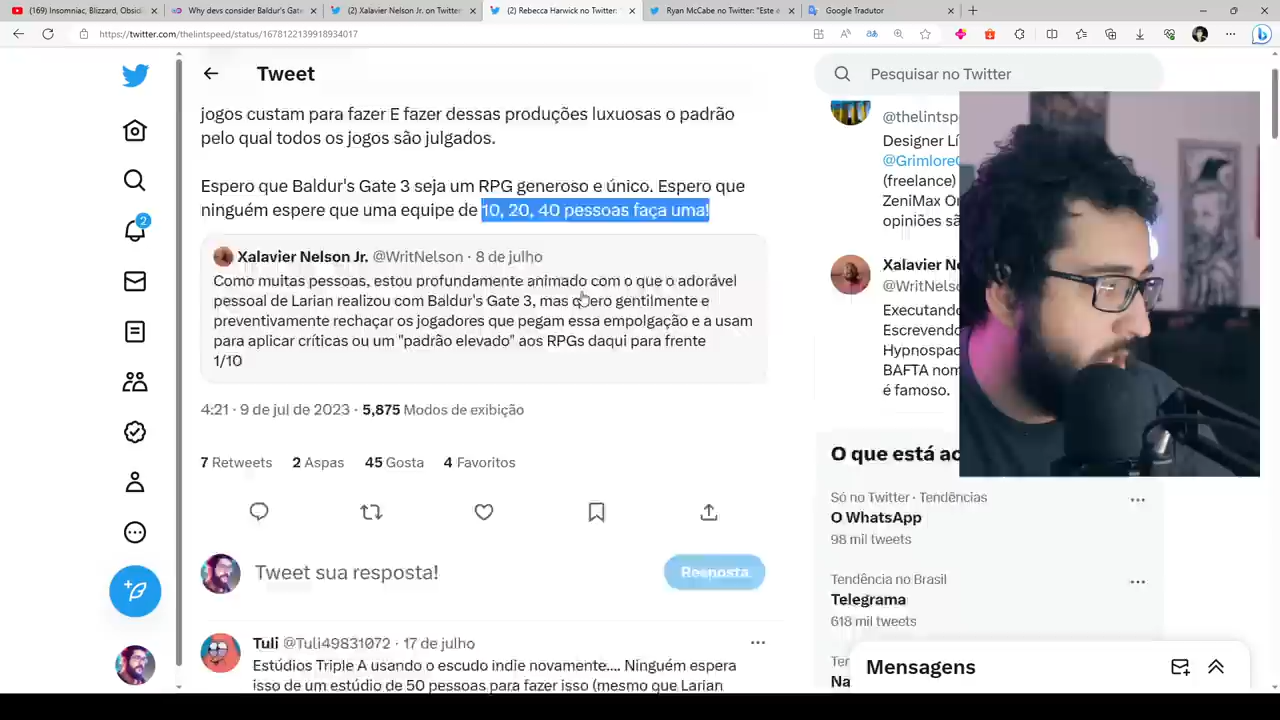 (169) Insomniac, Blizzard, Obsid
Why devs consider Baldur's Gate
(2) Xalavier Nelson Jr. on Twitter
(2) Rebecca Harwick no Twitter:
Ryan McCabe no Twitter: "Este é
Google Tradutor
https://twitter.com/thelintspeed/status/1678122139918934017
Tweet
Pesquisar no Twitter
jogos custam para fazer E fazer dessas produções luxuosas o padrão
pelo qual todos os jogos são julgados.
Espero que Baldur's Gate 3 seja um RPG generoso e único. Espero que
ninguém espere que uma equipe de 10, 20, 40 pessoas faça uma!
Xalavier Nelson Jr. @WritNelson · 8 de julho
Como muitas pessoas, estou profundamente animado com o que o adorável
pessoal de Larian realizou com Baldur's Gate 3, mas quero gentilmente e
preventivamente rechaçar os jogadores que pegam essa empolgação e a usam
para aplicar críticas ou um "padrão elevado" aos RPGs daqui para frente
1/10
4:21 · 9 de jul de 2023 · 5,875 Modos de exibição
7 Retweets 2 Aspas 45 Gosta 4 Favoritos
2
Tweet sua resposta!
Resposta
Tuli @Tuli49831072 · 17 de julho
Estúdios Triple A usando o escudo indie novamente.... Ninguém espera
isso de um estúdio de 50 pessoas para fazer isso (mesmo que Larian
@thelintsp
Designer Lí
@GrimloreG
(freelance)
ZeniMax On
opiniões sã
Xalavier Ne
@WritNels
Executando
Escrevendo
Hypnospac
BAFTA nom
é famoso.
O que está ac
Só no Twitter · Tendências
O WhatsApp
98 mil tweets
Tendência no Brasil
Telegrama
618 mil tweets
Ter
Na
Mensagens